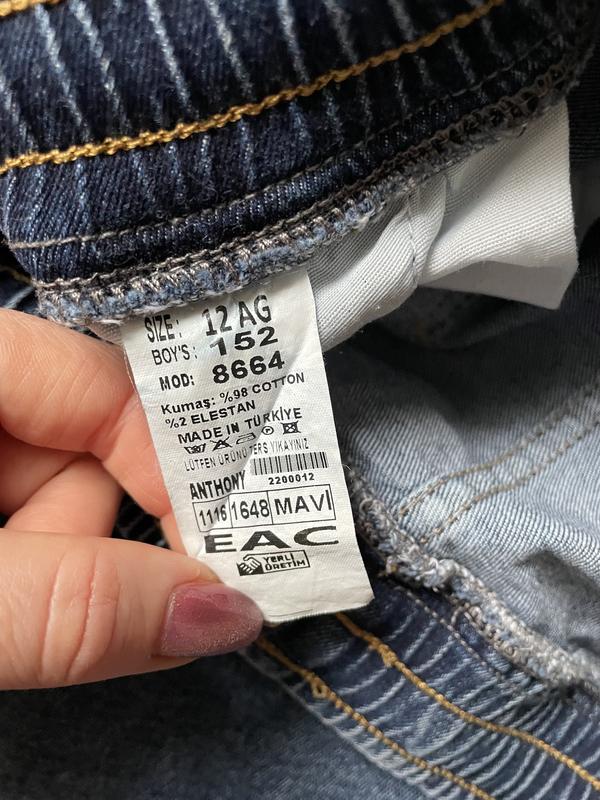 SIZE: 12 AG
BOY'S: 152
MOD: 8664
Kumaş: %98 COTTON
%2 ELESTAN
MADE IN TÜRKİYE
LÜTFEN ÜRÜNÜ TERS YIKAYINIZ
ANTHONY 2200012
1116 1648 MAVİ
EAC
YERLİ
ÜRETİM